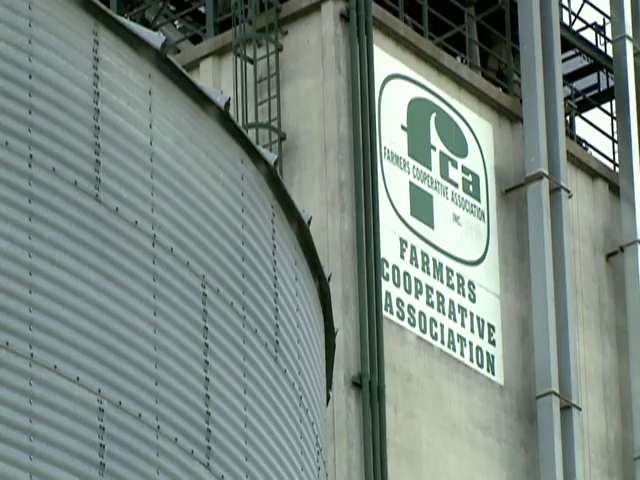 fca
FARMERS COOPERATIVE ASSOCIATION
INC.
FARMERS
COOPERATIVE
ASSOCIATION